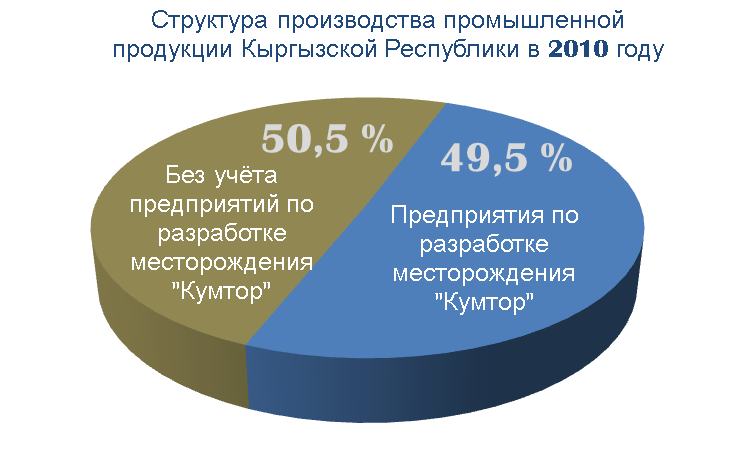 Структура производства промышленной
продукции Кыргызской Республики в 2010 году
50,5 %
Без учёта
предприятий по
разработке
месторождения
"Кумтор"
49,5 %
Предприятия по
разработке
месторождения
"Кумтор"